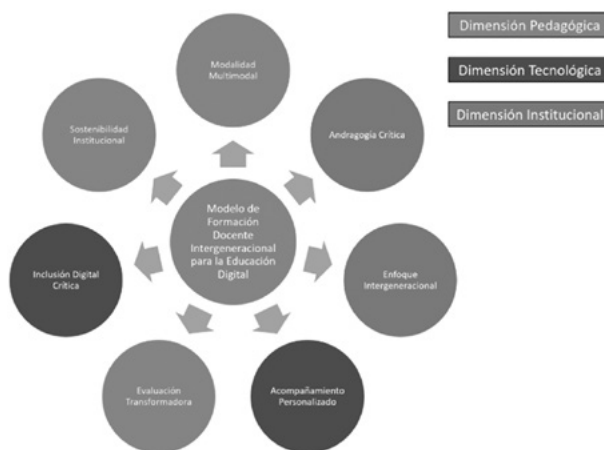 Modalidad
Multimodal
Dimensión Pedagógica
Dimensión Tecnológica
Dimensión Institucional
Sostenibilidad
Institucional
Andragogía Crítica
Modelo de
Formación
Docente
Intergeneracional
para la Educación
Digital
Inclusión Digital
Crítica
Enfoque
Intergeneracional
Evaluación
Transformadora
Acompañamiento
Personalizado